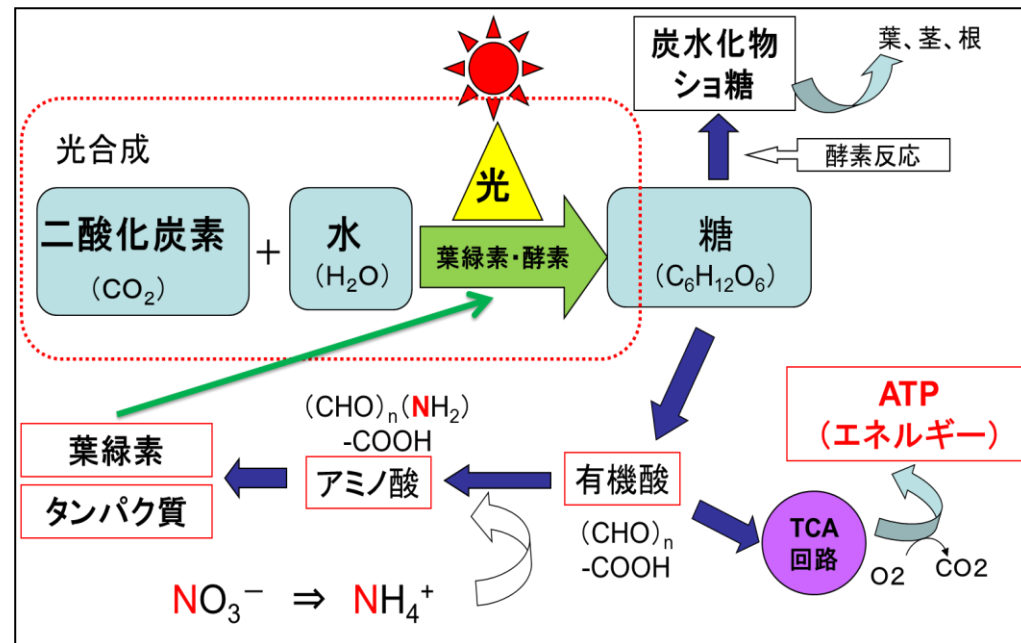 炭水化物
ショ糖
葉、茎、根
酵素反応
光合成
光
二酸化炭素
(CO₂)
+
水
(H₂O)
葉緑素・酵素
糖
(C₆H₁₂O₆)
(CHO)ₙ(NH₂)
-COOH
ATP
(エネルギー)
葉緑素
タンパク質
アミノ酸
有機酸
(CHO)ₙ
-COOH
TCA
回路
O2
CO2
NO₃⁻ ⇒ NH₄⁺